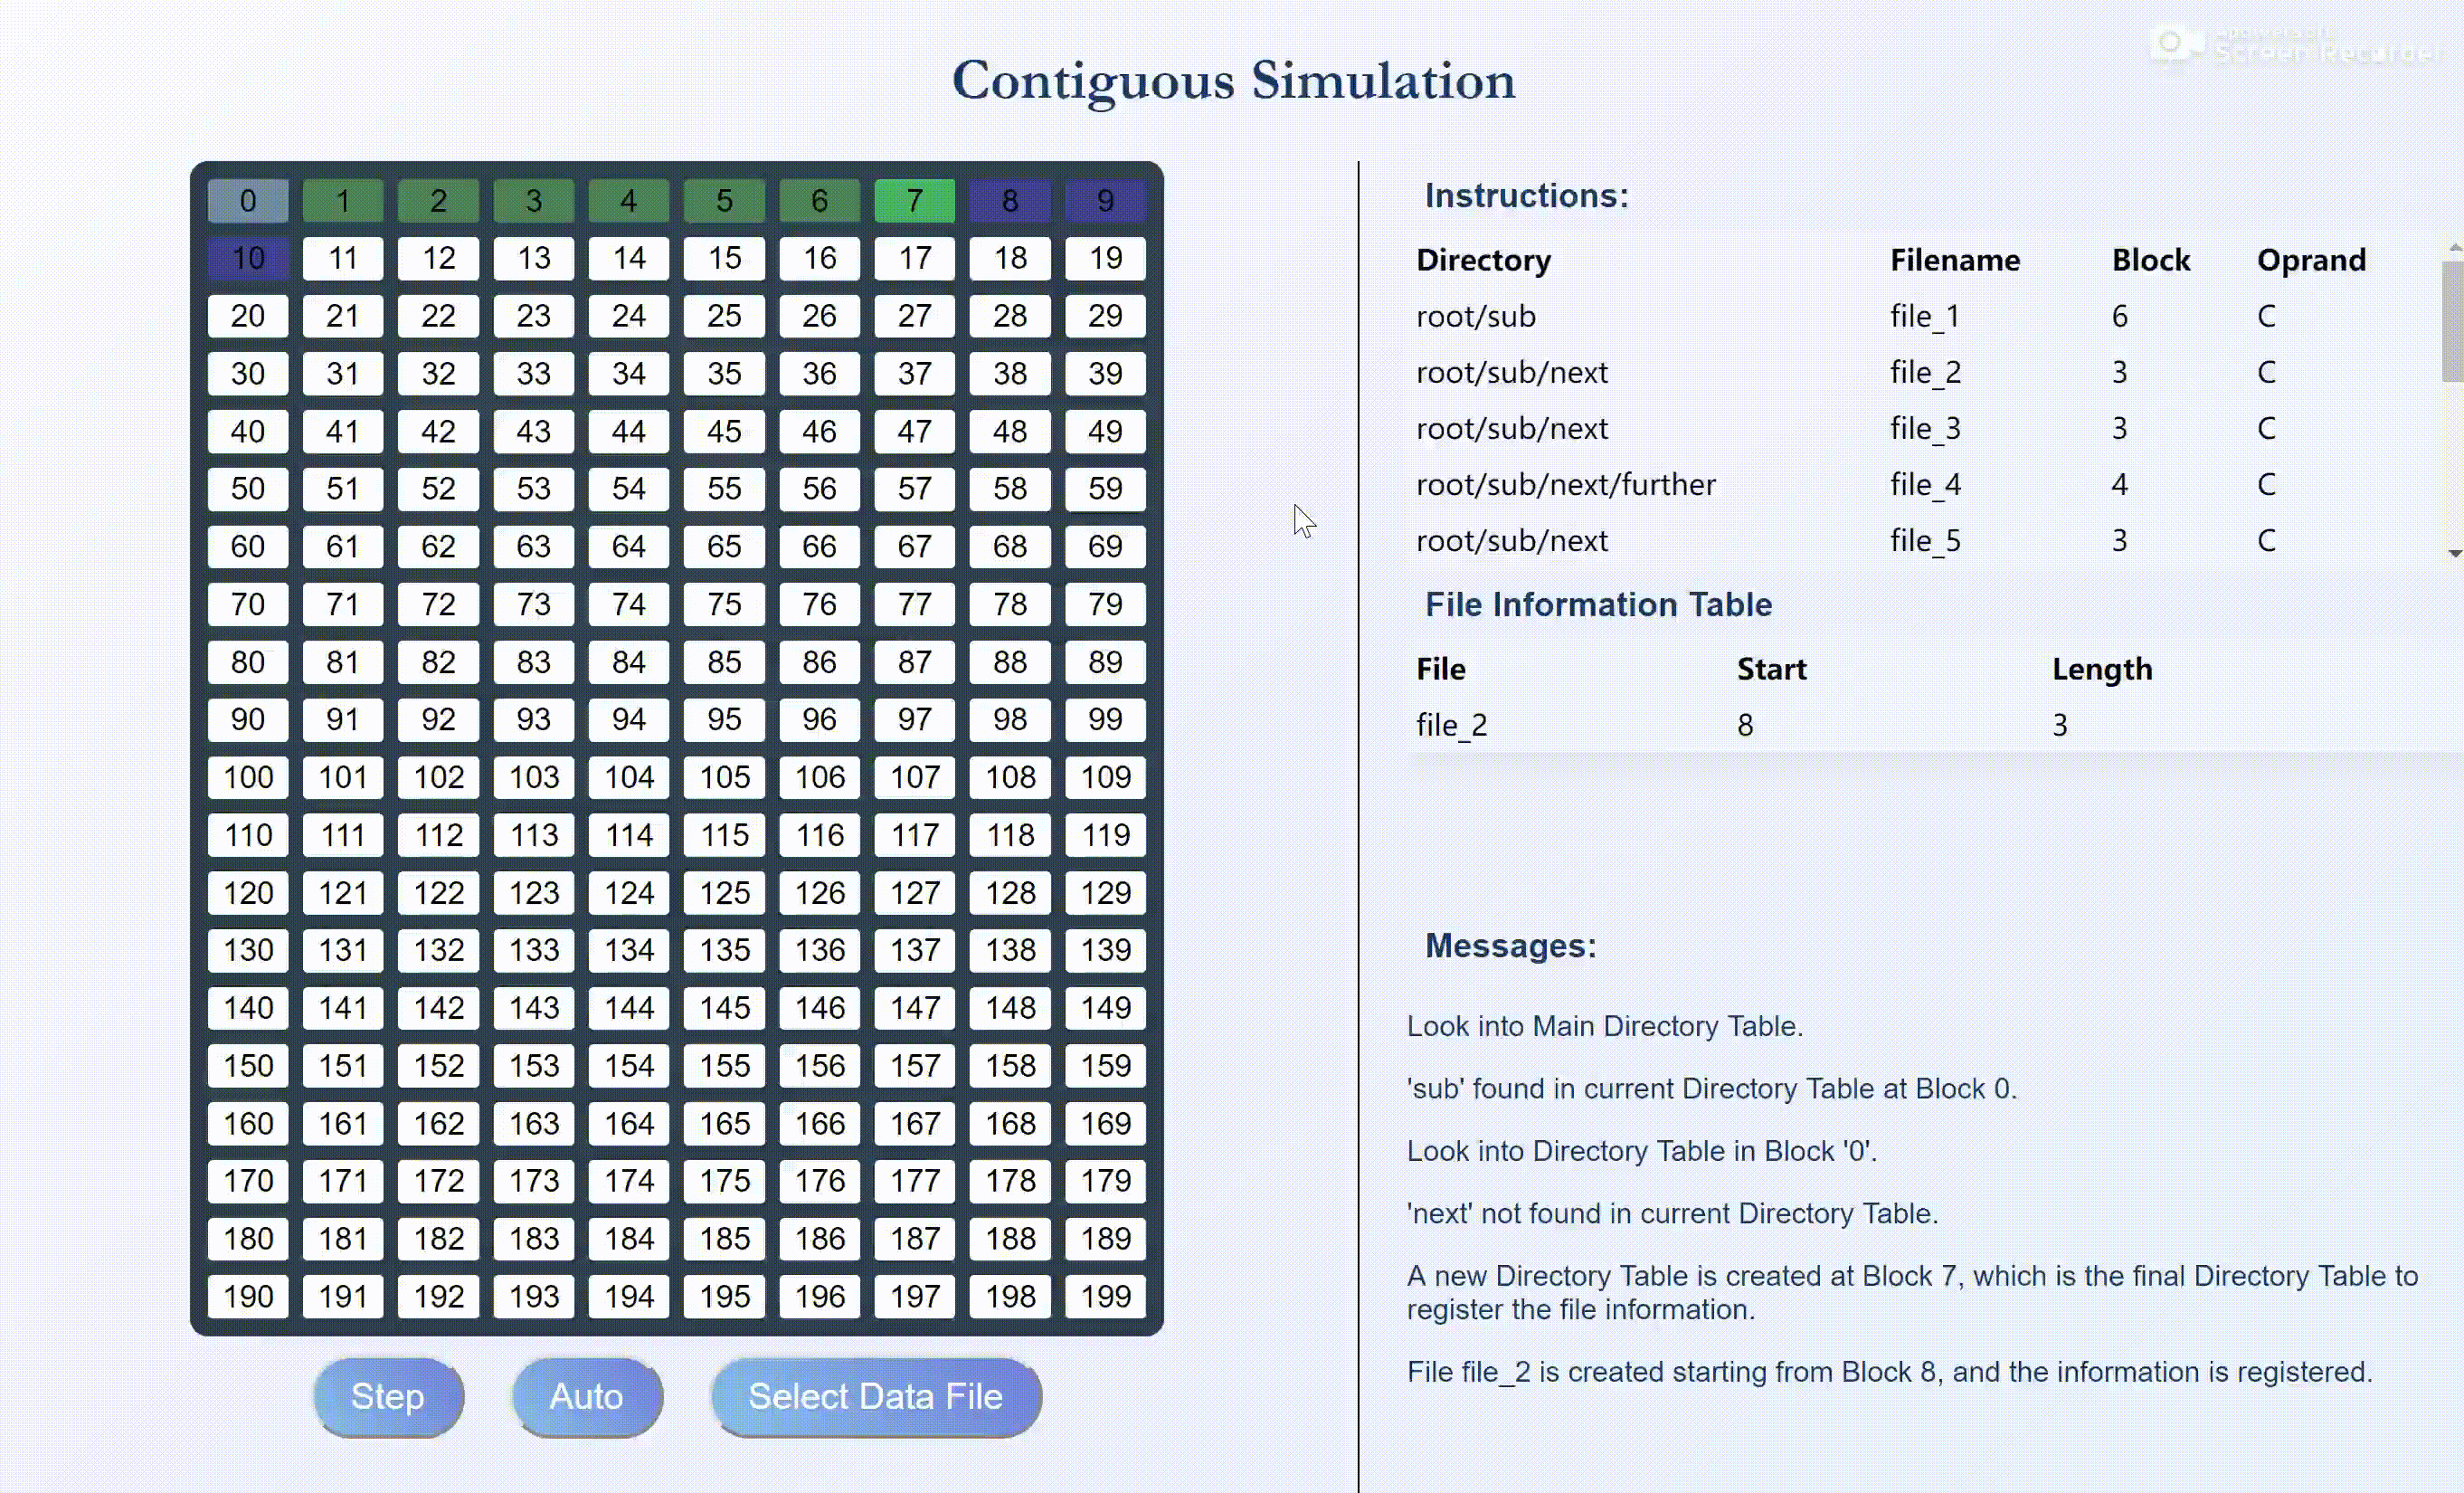 Screen Recorder
Contiguous Simulation
0 1 2 3 4 5 6 7 8 9
10 11 12 13 14 15 16 17 18 19
20 21 22 23 24 25 26 27 28 29
30 31 32 33 34 35 36 37 38 39
40 41 42 43 44 45 46 47 48 49
50 51 52 53 54 55 56 57 58 59
60 61 62 63 64 65 66 67 68 69
70 71 72 73 74 75 76 77 78 79
80 81 82 83 84 85 86 87 88 89
90 91 92 93 94 95 96 97 98 99
100 101 102 103 104 105 106 107 108 109
110 111 112 113 114 115 116 117 118 119
120 121 122 123 124 125 126 127 128 129
130 131 132 133 134 135 136 137 138 139
140 141 142 143 144 145 146 147 148 149
150 151 152 153 154 155 156 157 158 159
160 161 162 163 164 165 166 167 168 169
170 171 172 173 174 175 176 177 178 179
180 181 182 183 184 185 186 187 188 189
190 191 192 193 194 195 196 197 198 199
Step Auto Select Data File
Instructions:
Directory Filename Block Oprand
root/sub file_1 6 C
root/sub/next file_2 3 C
root/sub/next file_3 3 C
root/sub/next/further file_4 4 C
root/sub/next file_5 3 C
File Information Table
File Start Length
file_2 8 3
Messages:
Look into Main Directory Table.
'sub' found in current Directory Table at Block 0.
Look into Directory Table in Block '0'.
'next' not found in current Directory Table.
A new Directory Table is created at Block 7, which is the final Directory Table to
register the file information.
File file_2 is created starting from Block 8, and the information is registered.